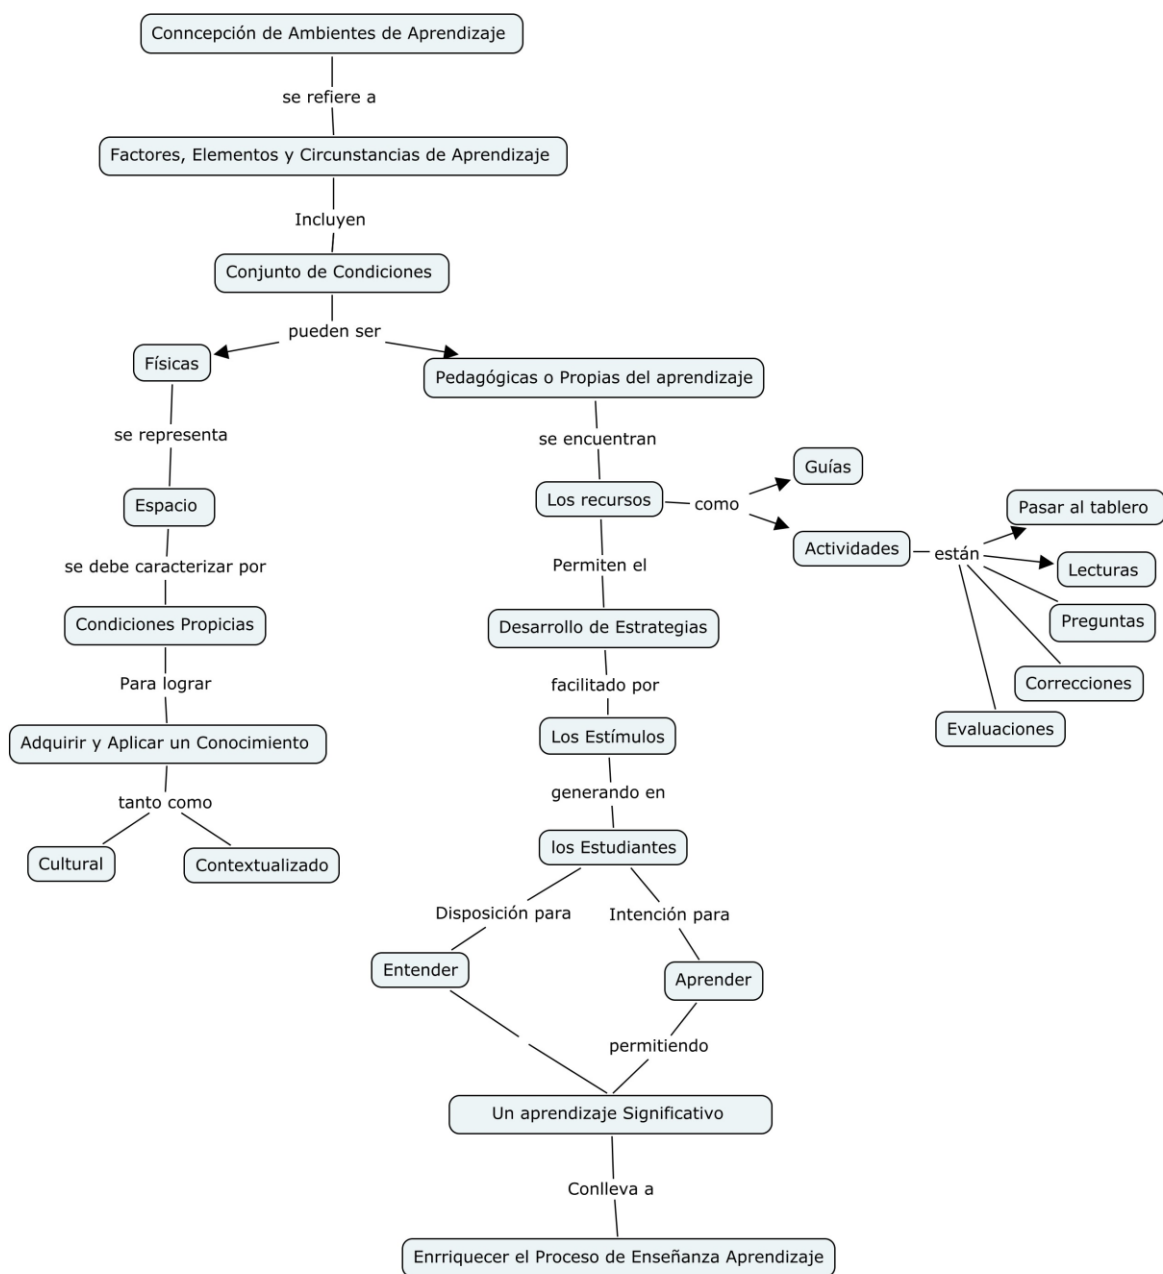 Conncepción de Ambientes de Aprendizaje
se refiere a
Factores, Elementos y Circunstancias de Aprendizaje
Incluyen
Conjunto de Condiciones
pueden ser
Físicas
Pedagógicas o Propias del aprendizaje
se representa
se encuentran
Espacio
Los recursos
como
Guías
Actividades
están
Pasar al tablero
Lecturas
Preguntas
Correcciones
Evaluaciones
se debe caracterizar por
Permiten el
Condiciones Propicias
Desarrollo de Estrategias
Para lograr
facilitado por
Adquirir y Aplicar un Conocimiento
Los Estímulos
tanto como
generando en
Cultural
Contextualizado
los Estudiantes
Disposición para
Intención para
Entender
Aprender
permitiendo
Un aprendizaje Significativo
Conlleva a
Enrriquecer el Proceso de Enseñanza Aprendizaje